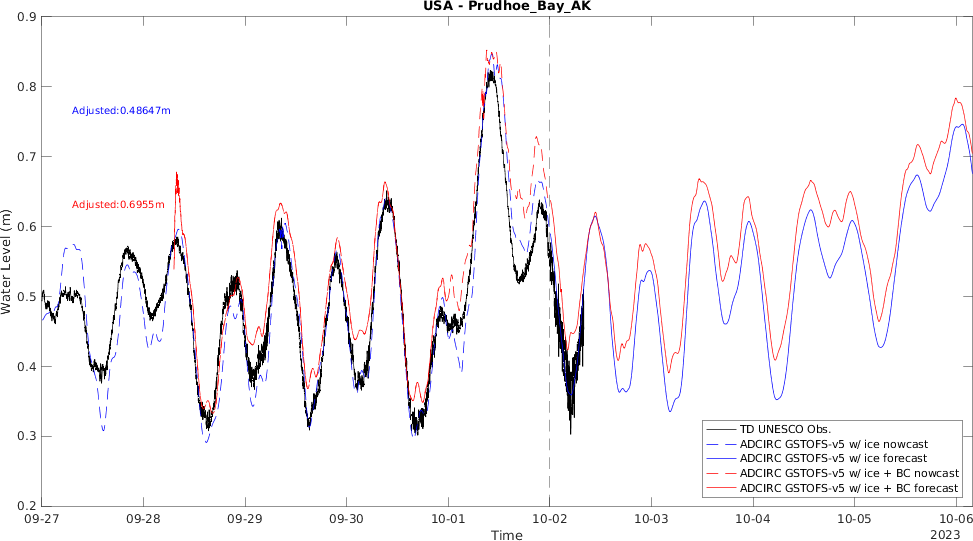 USA - Prudhoe_Bay_AK
0.9
0.8
0.7
0.6
0.5
0.4
0.3
0.2
Water Level (m)
Adjusted:0.48647m
Adjusted:0.6955m
TD UNESCO Obs.
ADCIRC GSTOFS-v5 w/ ice nowcast
ADCIRC GSTOFS-v5 w/ ice forecast
ADCIRC GSTOFS-v5 w/ ice + BC nowcast
ADCIRC GSTOFS-v5 w/ ice + BC forecast
09-27 09-28 09-29 09-30 10-01 10-02 10-03 10-04 10-05 10-06
Time
2023